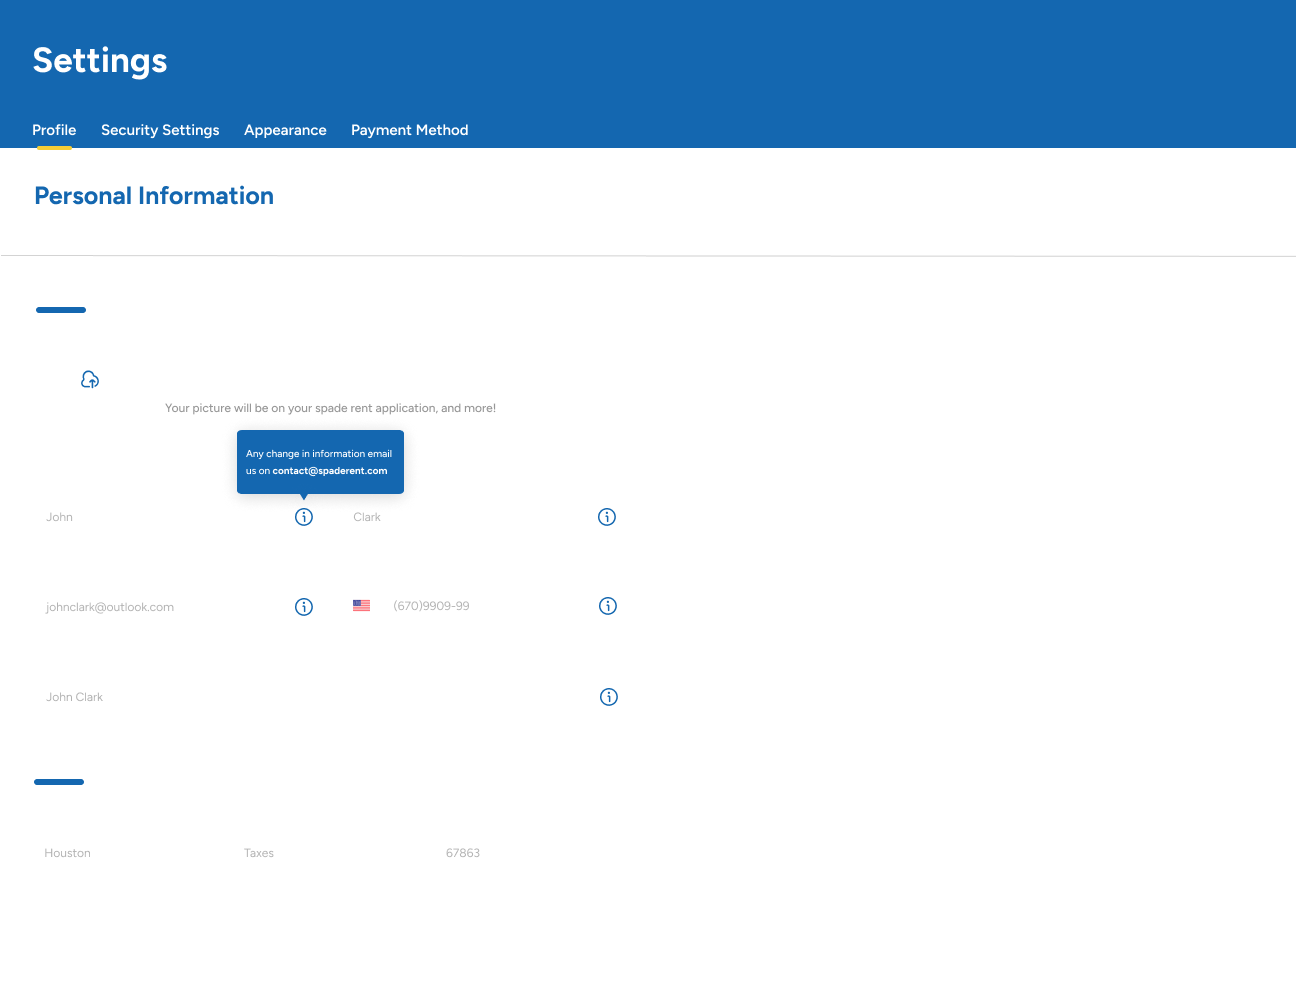 Settings
Profile Security Settings Appearance Payment Method
Personal Information
Your picture will be on your spade rent application, and more!
Any change in information email
us on contact@spaderent.com
John Clark
johnclark@outlook.com (670)9909-99
John Clark
Houston Taxes 67863